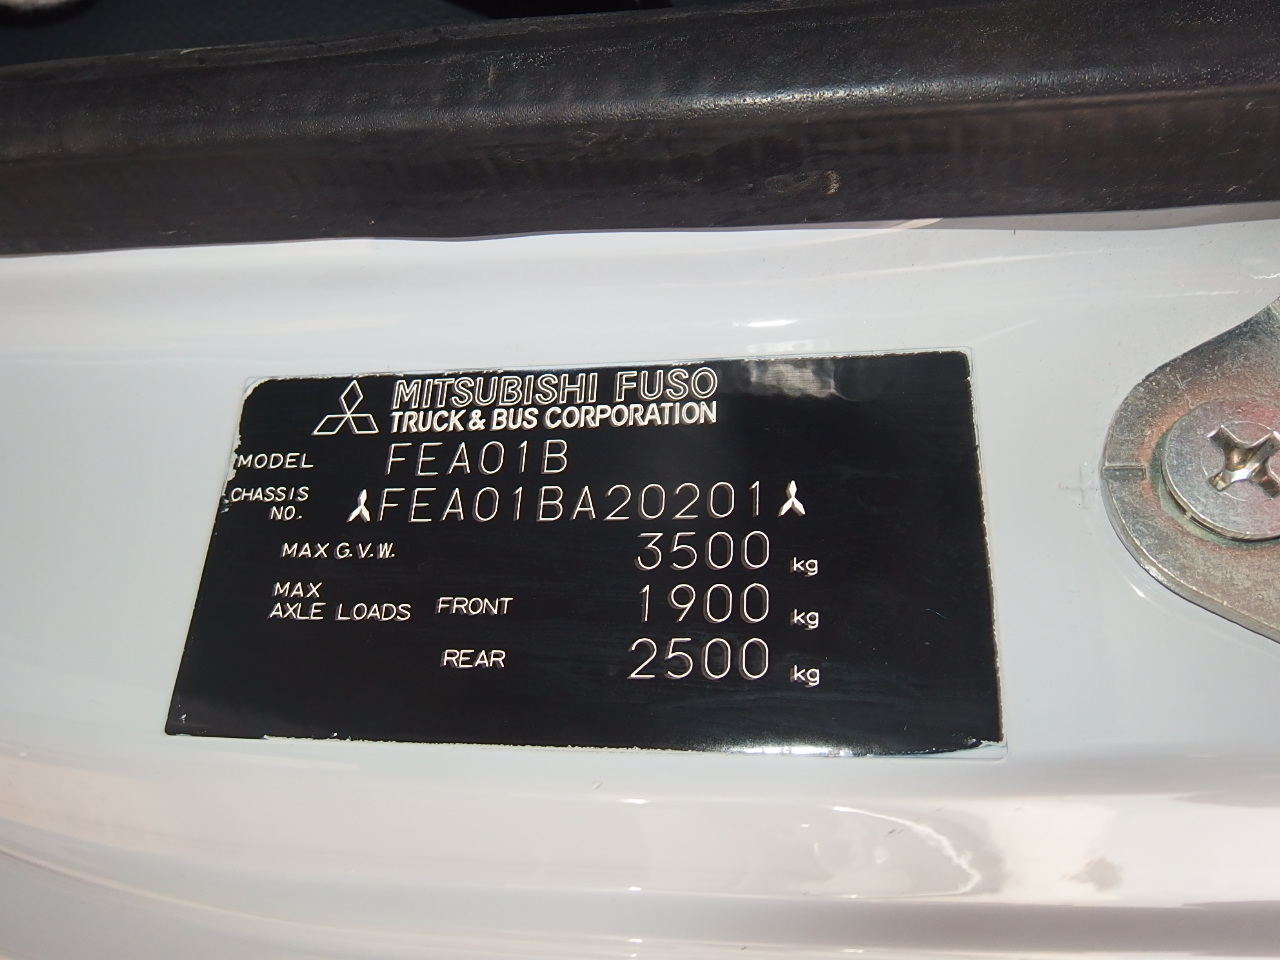 MITSUBISHI FUSO
TRUCK & BUS CORPORATION
MODEL FEA01B
CHASSIS NO. FEA01BA20201
MAX G.V.W. 3500 kg
MAX AXLE LOADS FRONT 1900 kg
REAR 2500 kg